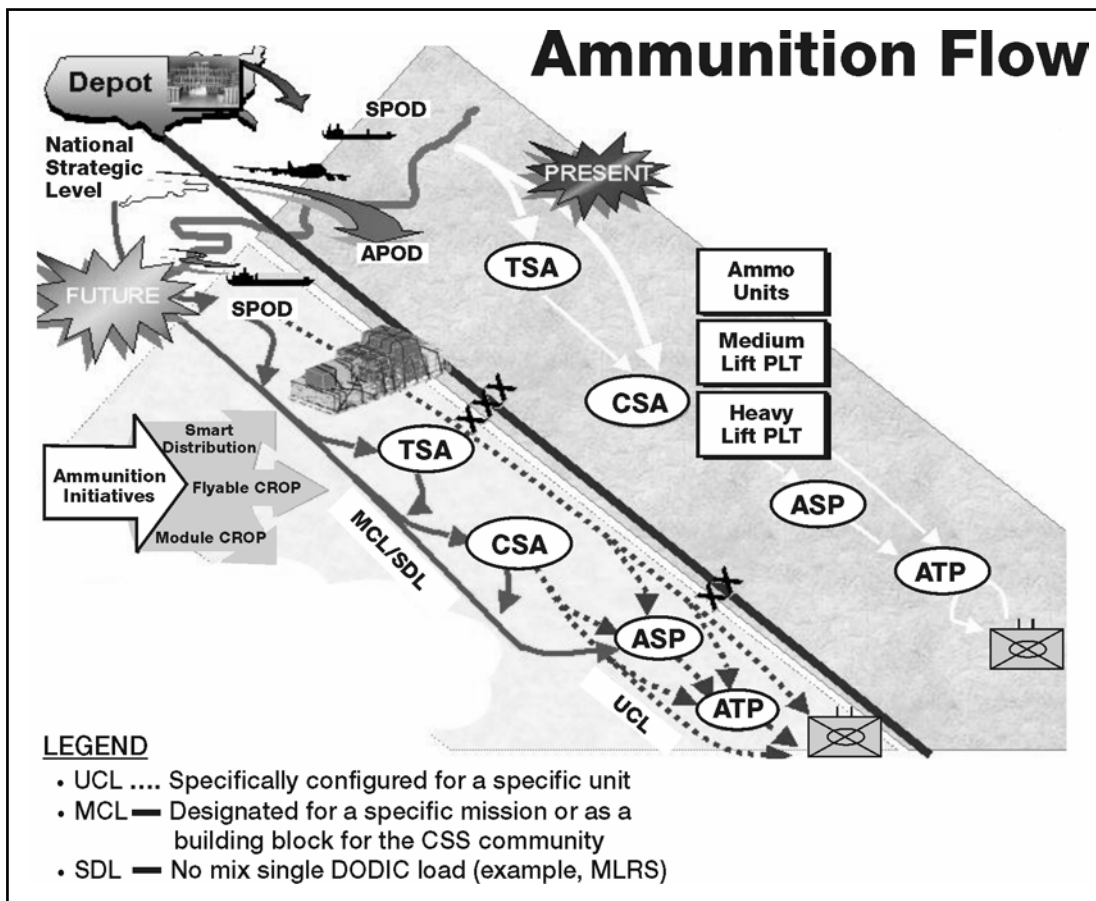 Ammunition Flow
Depot
National
Strategic
Level
SPOD
PRESENT
APOD
TSA
Ammo
Units
Medium
Lift PLT
CSA
Heavy
Lift PLT
ASP
ATP
FUTURE
SPOD
Smart
Distribution
Ammunition
Initiatives
Flyable CROP
Module CROP
XXX
TSA
MCL/SDL
CSA
XX
ASP
UCL
ATP
LEGEND
• UCL .... Specifically configured for a specific unit
• MCL — Designated for a specific mission or as a
building block for the CSS community
• SDL — No mix single DODIC load (example, MLRS)